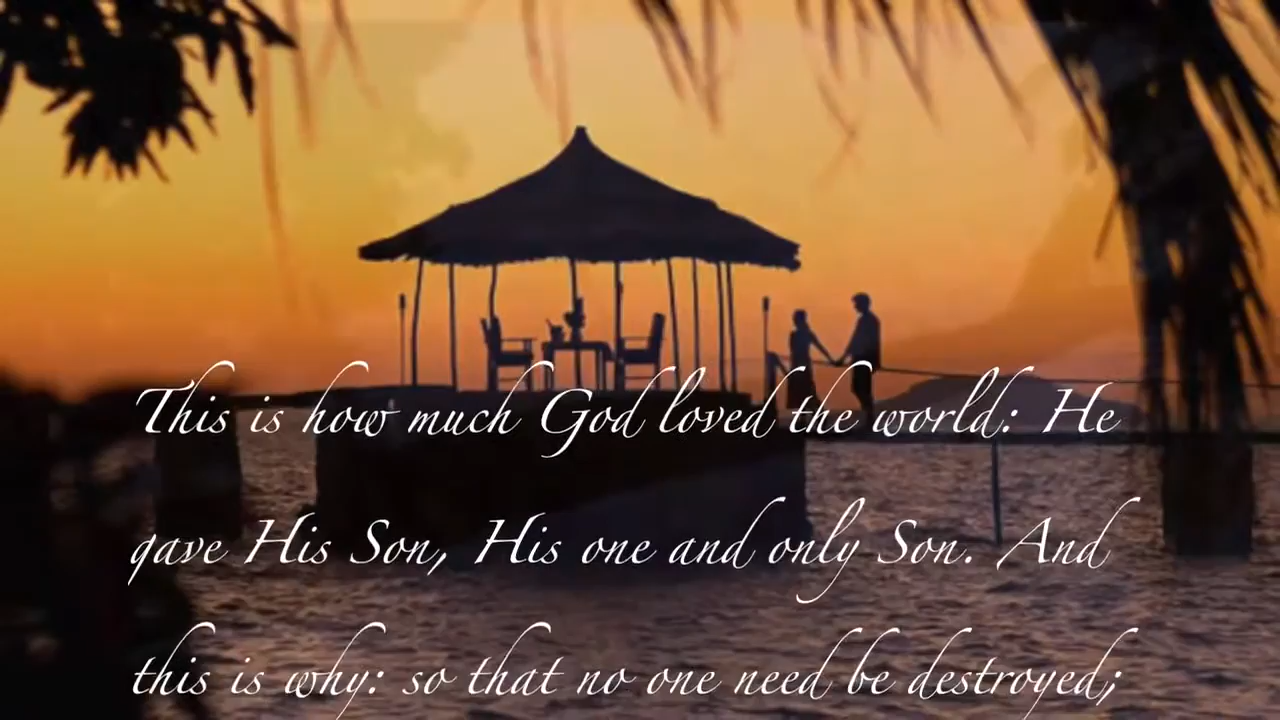 This is how much God loved the world: He
gave His Son, His one and only Son. And
this is why: so that no one need be destroyed;